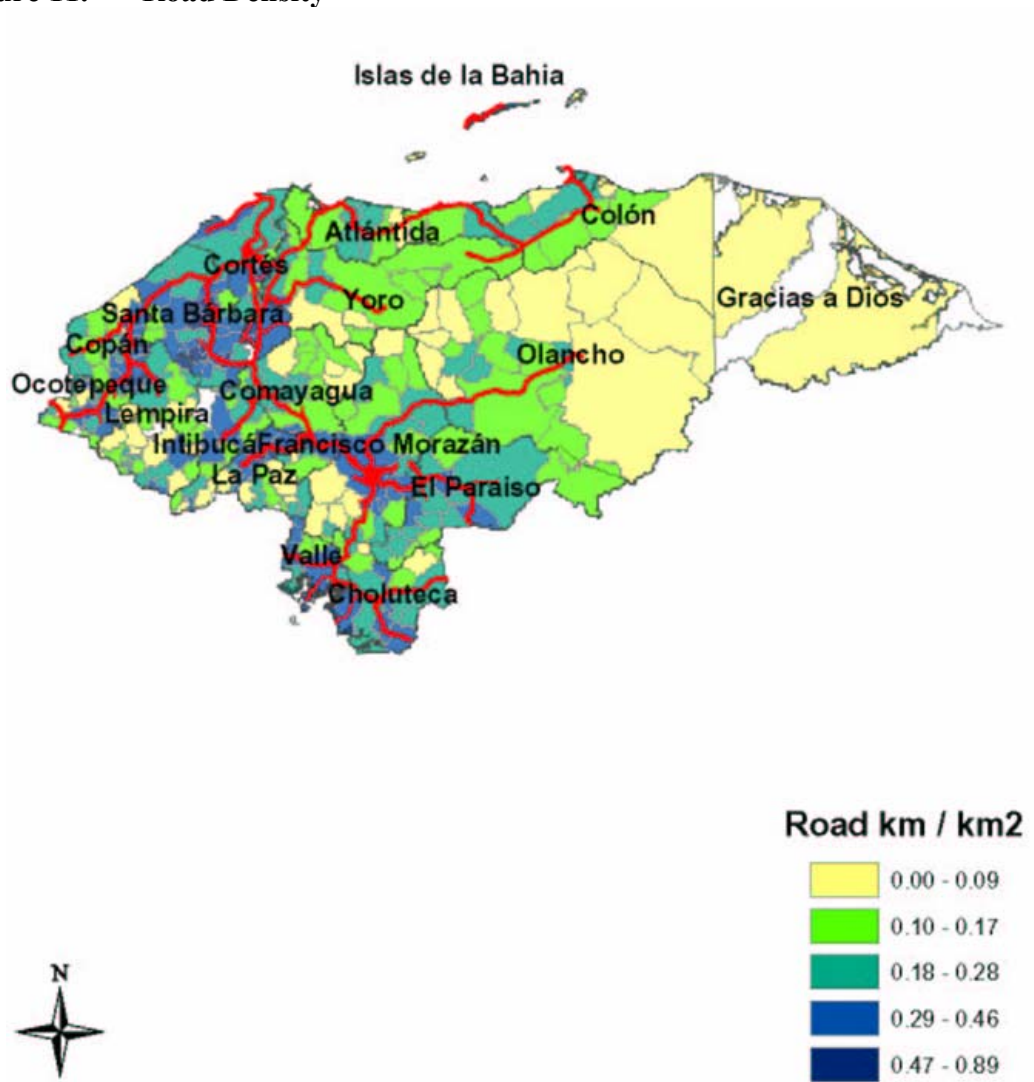 Road Density
Islas de la Bahia
Colón
Atlántida
Cortés
Gracias a Dios
Yoro
Santa Bárbara
Copán
Olancho
Ocotepeque
Comayagua
Lempira
Intibucá
Francisco Morazán
La Paz
El Paraiso
Valle
Choluteca
Road km / km2
0.00 - 0.09
0.10 - 0.17
0.18 - 0.28
0.29 - 0.46
0.47 - 0.89
N